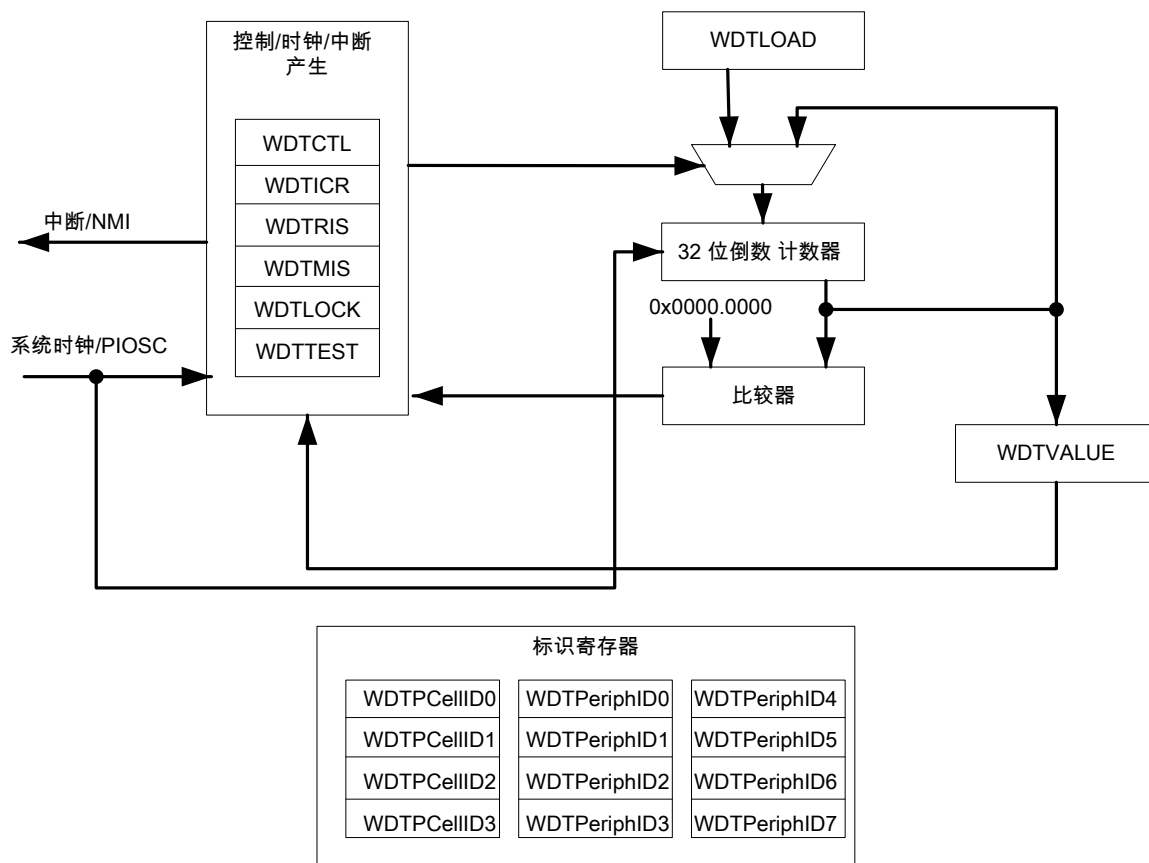 控制/时钟/中断
产生
WDTCTL
WDTICR
WDTRIS
WDTMIS
WDTLOCK
WDTTEST
中断/NMI
系统时钟/PIOSC
WDTLOAD
32 位倒数 计数器
0x0000.0000
比较器
WDTVALUE
标识寄存器
WDTPCellID0
WDTPCellID1
WDTPCellID2
WDTPCellID3
WDTPeriphID0
WDTPeriphID1
WDTPeriphID2
WDTPeriphID3
WDTPeriphID4
WDTPeriphID5
WDTPeriphID6
WDTPeriphID7